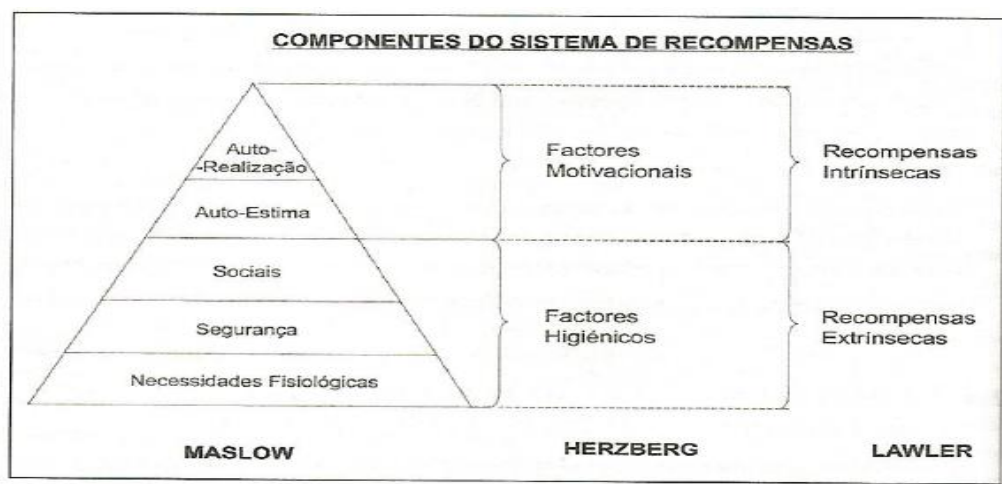 COMPONENTES DO SISTEMA DE RECOMPENSAS
Auto-
-Realização
Auto-Estima
Sociais
Segurança
Necessidades Fisiológicas
Factores
Motivacionais
Factores
Higiénicos
Recompensas
Intrínsecas
Recompensas
Extrínsecas
MASLOW
HERZBERG
LAWLER